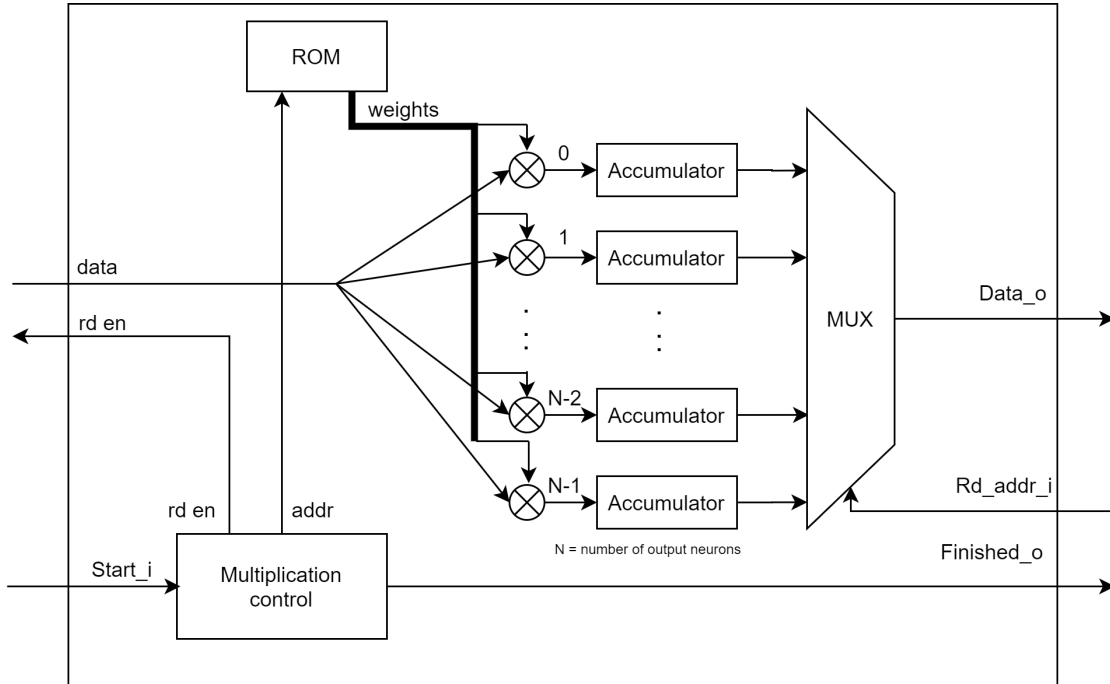 ROM
weights
0
Accumulator
1
Accumulator
data
rd en
Data_o
MUX
N-2
Accumulator
N-1
Accumulator
Rd_addr_i
rd en
addr
N = number of output neurons
Finished_o
Start_i
Multiplication
control